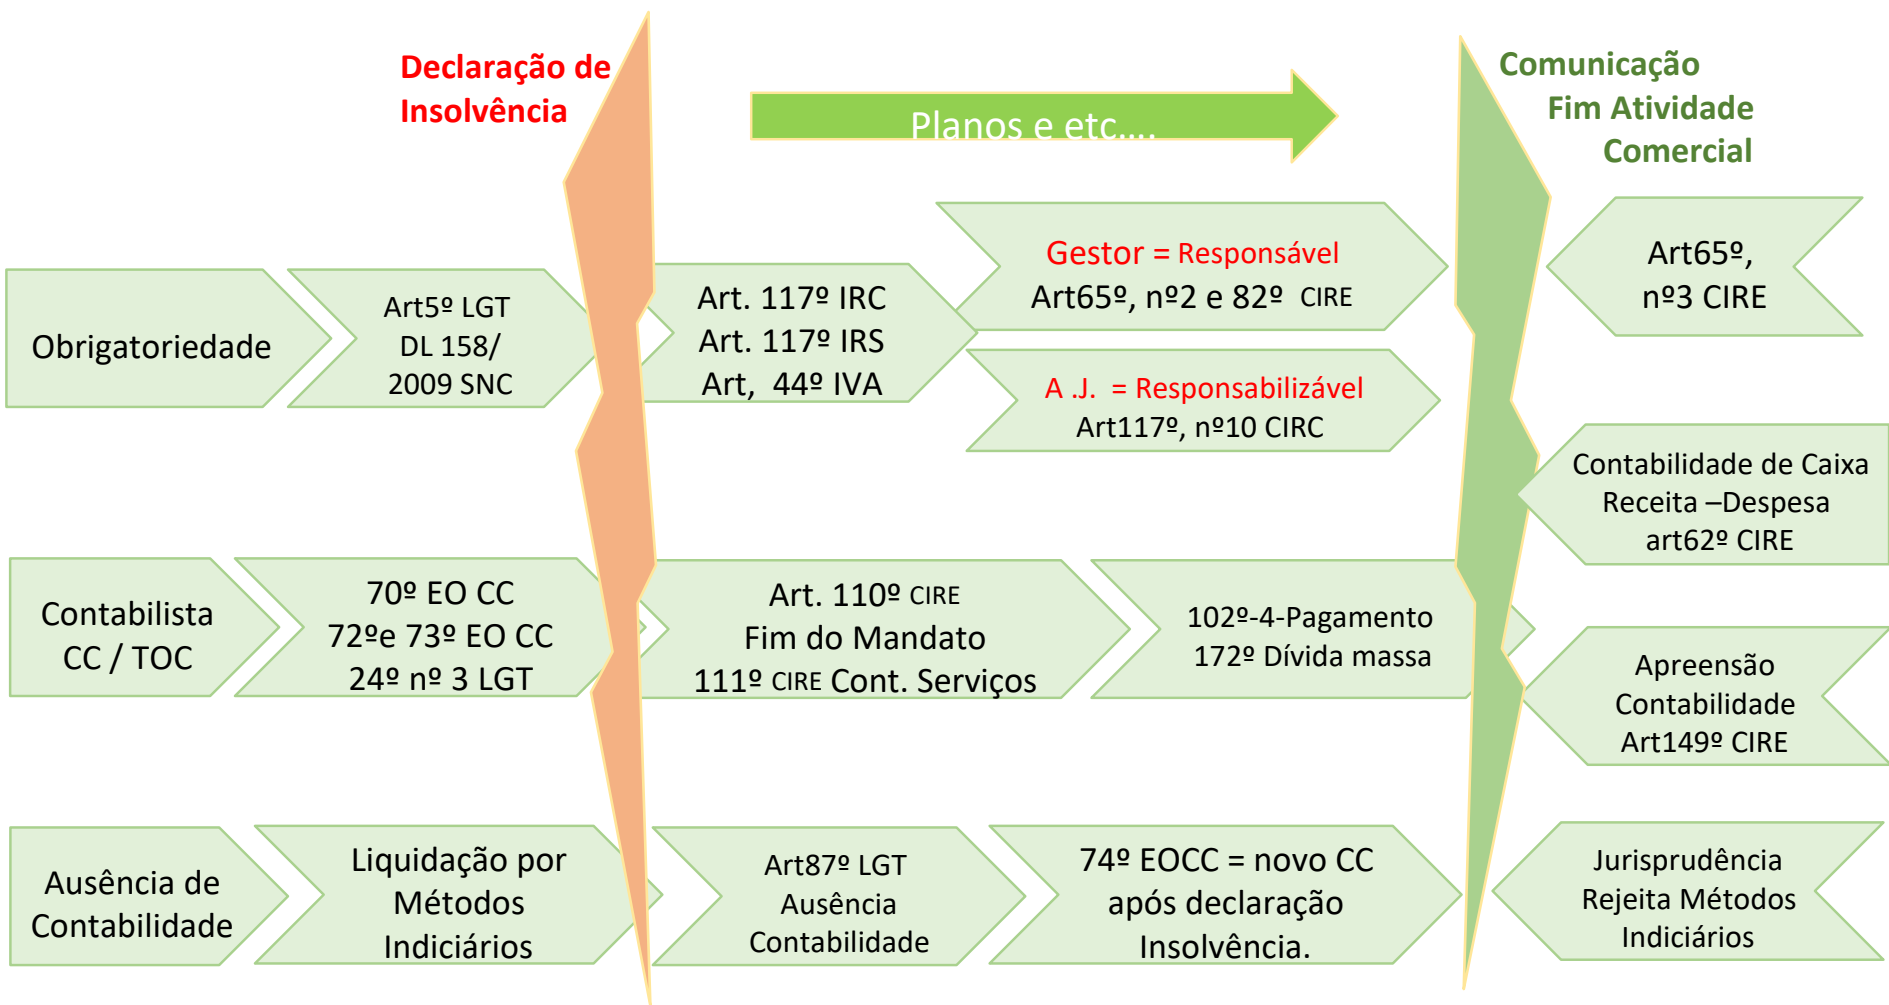 Declaração de
Insolvência
Planos e etc….
Comunicação
Fim Atividade
Comercial
Obrigatoriedade
Art5º LGT
DL 158/
2009 SNC
Art. 117º IRC
Art. 117º IRS
Art,  44º IVA
Gestor = Responsável
Art65º, nº2 e 82º  CIRE
A .J.  = Responsabilizável
Art117º, nº10 CIRC
Art65º,
nº3 CIRE
Contabilidade de Caixa
Receita –Despesa
art62º CIRE
Contabilista
CC / TOC
70º EO CC
72ºe 73º EO CC
24º nº 3 LGT
Art. 110º CIRE
Fim do Mandato
111º CIRE Cont. Serviços
102º-4-Pagamento
172º Dívida massa
Apreensão
Contabilidade
Art149º CIRE
Ausência de
Contabilidade
Liquidação por
Métodos
Indiciários
Art87º LGT
Ausência
Contabilidade
74º EOCC = novo CC
após declaração
Insolvência.
Jurisprudência
Rejeita Métodos
Indiciários